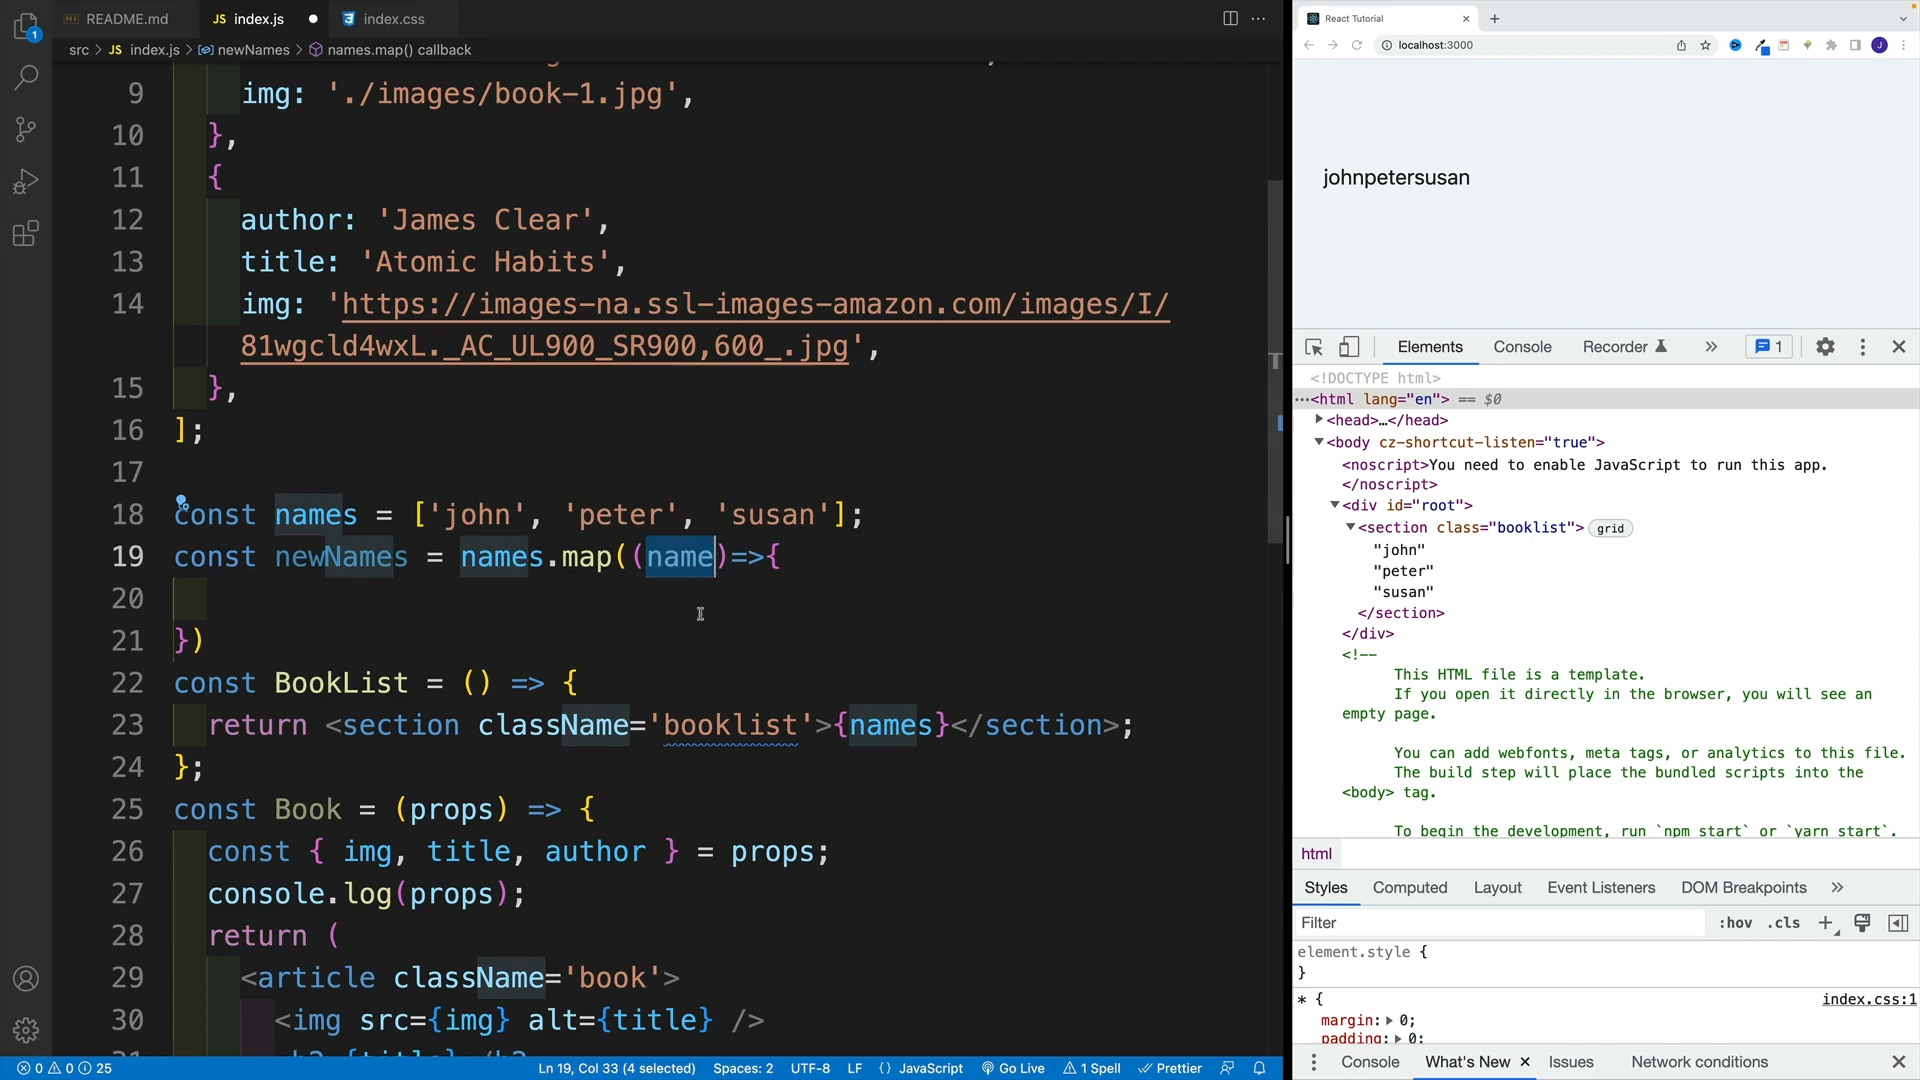 README.md
JS index.js
index.css
src > JS index.js > newNames > names.map() callback
9 img: './images/book-1.jpg',
10 },
11 {
12 author: 'James Clear',
13 title: 'Atomic Habits',
14 img: 'https://images-na.ssl-images-amazon.com/images/I/
81wgcld4wxL._AC_UL900_SR900,600_.jpg',
15 },
16 ];
17
18 const names = ['john', 'peter', 'susan'];
19 const newNames = names.map((name)=>{
20
21 })
22 const BookList = () => {
23 return <section className='booklist'>{names}</section>;
24 };
25 const Book = (props) => {
26 const { img, title, author } = props;
27 console.log(props);
28 return (
29 <article className='book'>
30 <img src={img} alt={title} />
0 0 25
Ln 19, Col 33 (4 selected)
Spaces: 2
UTF-8
LF
{} JavaScript
Go Live
1 Spell
Prettier
1
React Tutorial
localhost:3000
J
johnpetersusan
Elements
Console
Recorder
1
<!DOCTYPE html>
<html lang="en"> == $0
<head>…</head>
<body cz-shortcut-listen="true">
<noscript>You need to enable JavaScript to run this app.
</noscript>
<div id="root">
<section class="booklist"> grid
"john"
"peter"
"susan"
</section>
</div>
<!--
This HTML file is a template.
If you open it directly in the browser, you will see an
empty page.
You can add webfonts, meta tags, or analytics to this file.
The build step will place the bundled scripts into the
<body> tag.
To begin the development, run `npm start` or `yarn start`.
html
Styles
Computed
Layout
Event Listeners
DOM Breakpoints
Filter
:hov .cls
element.style {
}
* { index.css:1
margin: 0;
padding: 0;
Console
What's New
Issues
Network conditions